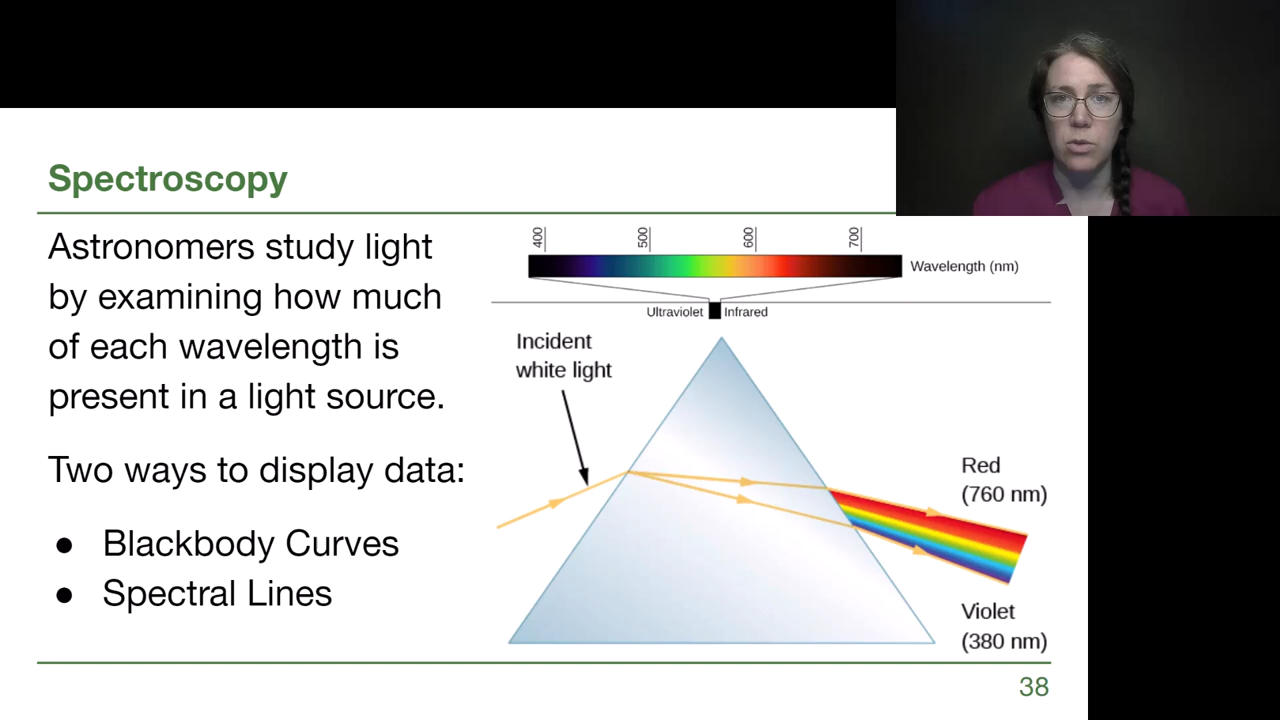 Spectroscopy
Astronomers study light
by examining how much
of each wavelength is
present in a light source.
Two ways to display data:
● Blackbody Curves
● Spectral Lines
400
500
600
700
Wavelength (nm)
Ultraviolet
Infrared
Incident
white light
Red
(760 nm)
Violet
(380 nm)
38